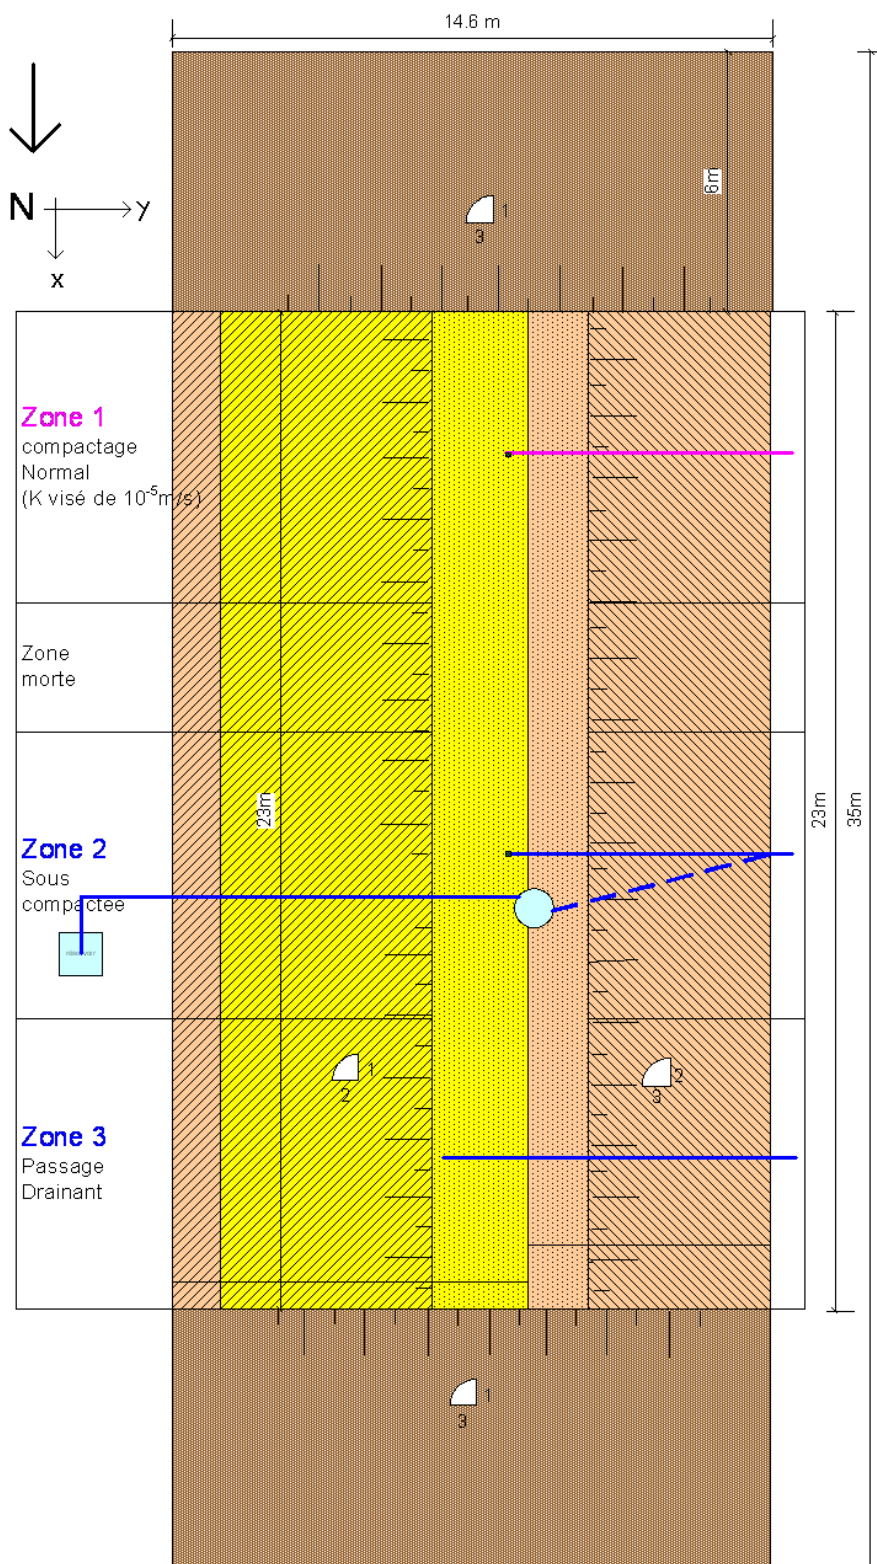 14.6 m
6m
N
y
x
1
3
Zone 1
compactage
Normal
(K visé de 10⁻⁵m/s)
Zone
morte
23m
23m
35m
Zone 2
Sous
compactée
1
2
2
3
Zone 3
Passage
Drainant
1
3